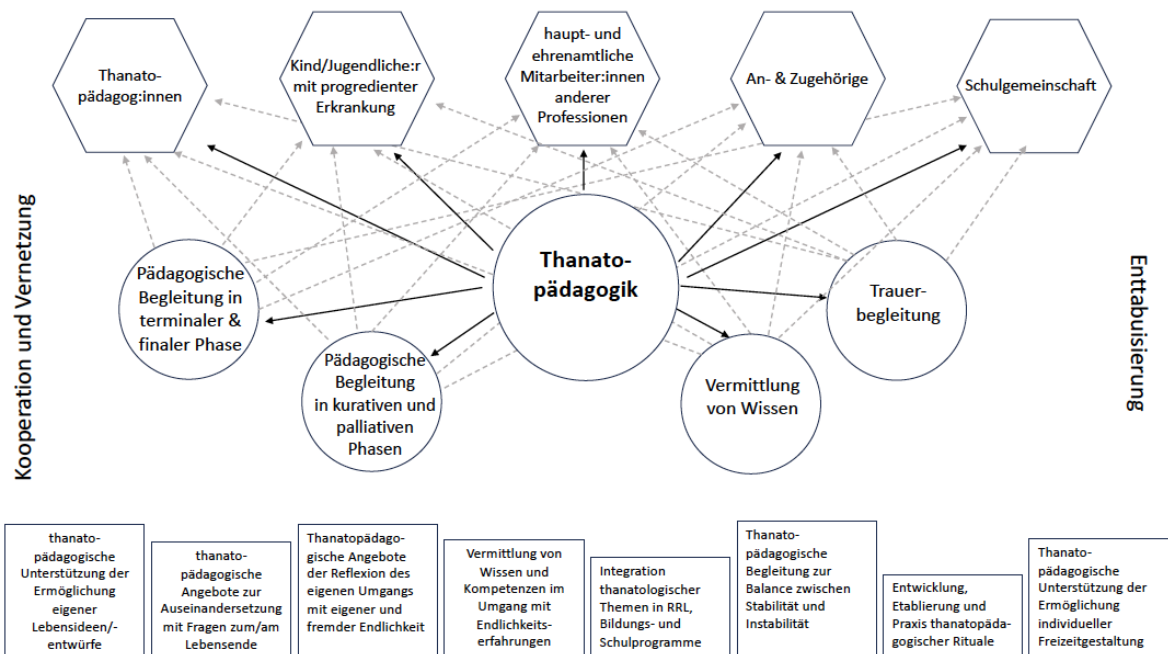 Thanato-
pädagog:innen
Kind/Jugendliche:r
mit progredienter
Erkrankung
haupt- und
ehrenamtliche
Mitarbeiter:innen
anderer
Professionen
An- & Zugehörige
Schulgemeinschaft
Kooperation und Vernetzung
Thanato-
pädagogik
Pädagogische
Begleitung in
terminaler &
finaler Phase
Pädagogische
Begleitung
in kurativen und
palliativen
Phasen
Vermittlung
von Wissen
Trauer-
begleitung
Enttabuisierung
thanato-
pädagogische
Unterstützung der
Ermöglichung
eigener
Lebensideen/-
entwürfe
thanato-
pädagogische
Angebote zur
Auseinandersetzung
mit Fragen zum/am
Lebensende
Thanatopädago-
gische Angebote
der Reflexion des
eigenen Umgangs
mit eigener und
fremder Endlichkeit
Vermittlung von
Wissen und
Kompetenzen im
Umgang mit
Endlichkeits-
erfahrungen
Integration
thanatologischer
Themen in RRL,
Bildungs- und
Schulprogramme
Thanato-
pädagogische
Begleitung zur
Balance zwischen
Stabilität und
Instabilität
Entwicklung,
Etablierung und
Praxis thanatopäda-
gogischer Rituale
Thanato-
pädagogische
Unterstützung der
Ermöglichung
individueller
Freizeitgestaltung